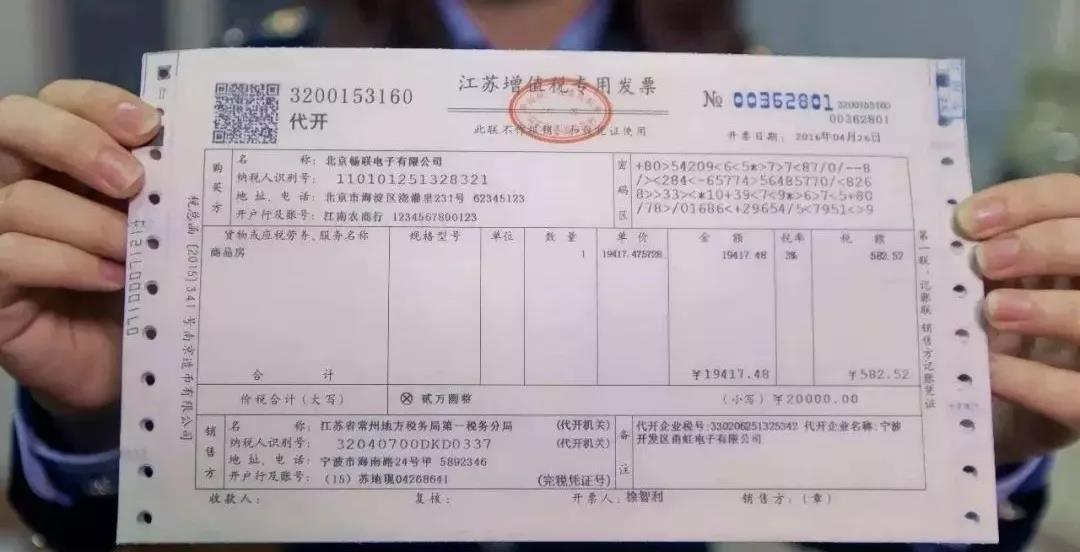 3200153160
代开
江苏增值税专用发票
№ 00362801 3200153160
00362801
此联不作报销、扣税凭证使用
开票日期：2016年04月26日
购买方
名 称：北京畅联电子有限公司
纳税人识别号：110101251328321
地 址、电 话：北京市海淀区浇灌里231号 62345123
开户行及账号：江南农商行 1234567800123
密码区
+80>54209<6<5*>7>7<87/0/--8
/><284<-65774>56485770/<826
8>>33><*10+39<7<9*>6>7<5+80
/78>/01686<+29654/5<7951<>9
货物或应税劳务、服务名称 规格型号 单位 数 量 单 价 金 额 税率 税 额
商品房 1 19417.475728 19417.48 3% 582.52
合 计 ¥19417.48 ¥582.52
价税合计（大写） ⊗ 贰万圆整 （小写）¥20000.00
销售方
名 称：江苏省常州地方税务局第一税务分局 (代开机关)
纳税人识别号：32040700DKD0337 (代开机关)
地 址、电 话：宁波市海南路24号甲 5892346
开户行及账号：(15) 苏地现04268641 (完税凭证号)
备注
代开企业税号:330206251325342 代开企业名称:宁波
开发区甬虹电子有限公司
收款人： 复核： 开票人：徐智利 销售方：（章）
税总函〔2015〕341号南京造币有限公司
第一联：记账联 销售方记账凭证